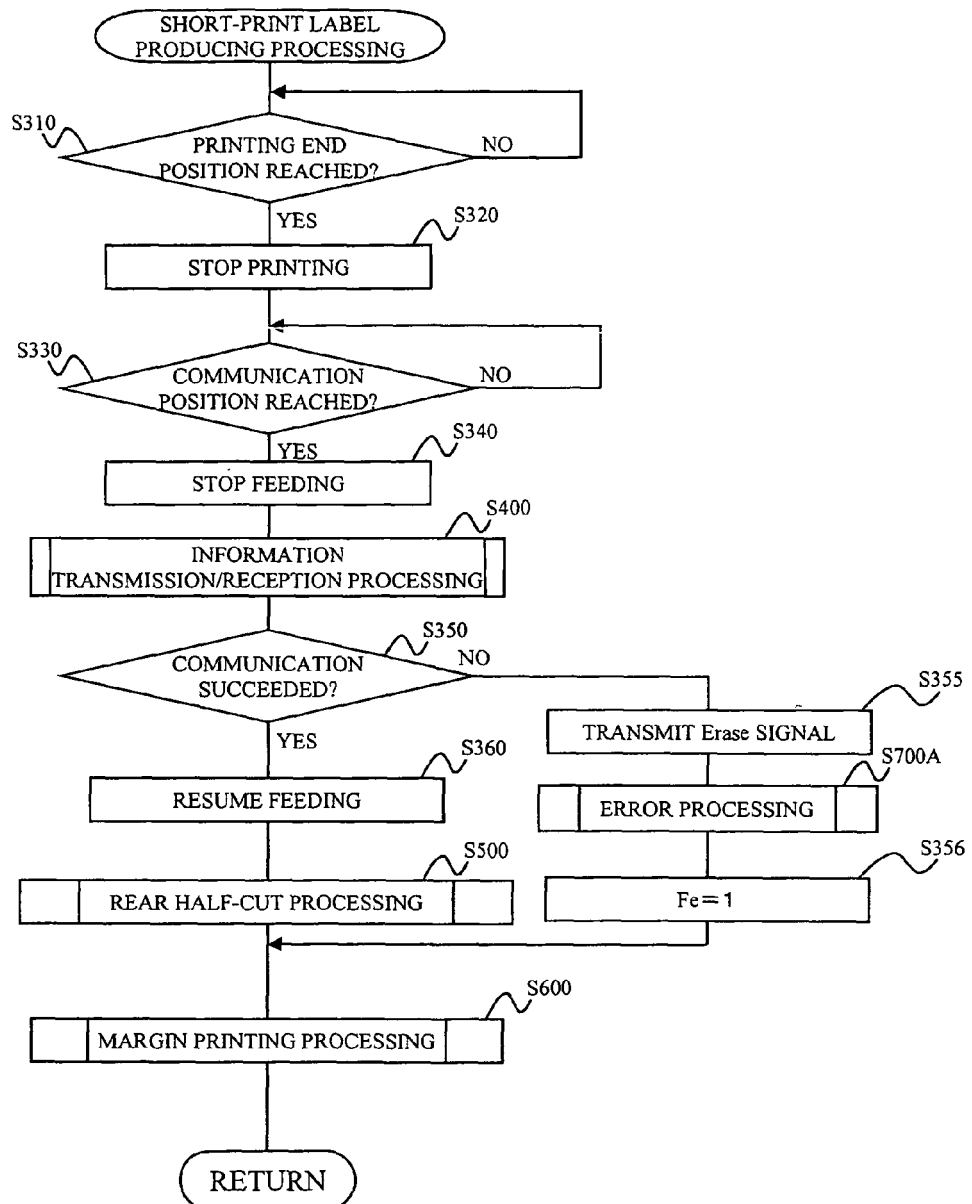 SHORT-PRINT LABEL
PRODUCING PROCESSING
S310
PRINTING END
POSITION REACHED?
NO
YES
S320
STOP PRINTING
S330
COMMUNICATION
POSITION REACHED?
NO
YES
S340
STOP FEEDING
S400
INFORMATION
TRANSMISSION/RECEPTION PROCESSING
S350
COMMUNICATION
SUCCEEDED?
NO
YES
S355
TRANSMIT Erase SIGNAL
S360
RESUME FEEDING
S700A
ERROR PROCESSING
S500
REAR HALF-CUT PROCESSING
S356
Fe=1
S600
MARGIN PRINTING PROCESSING
RETURN